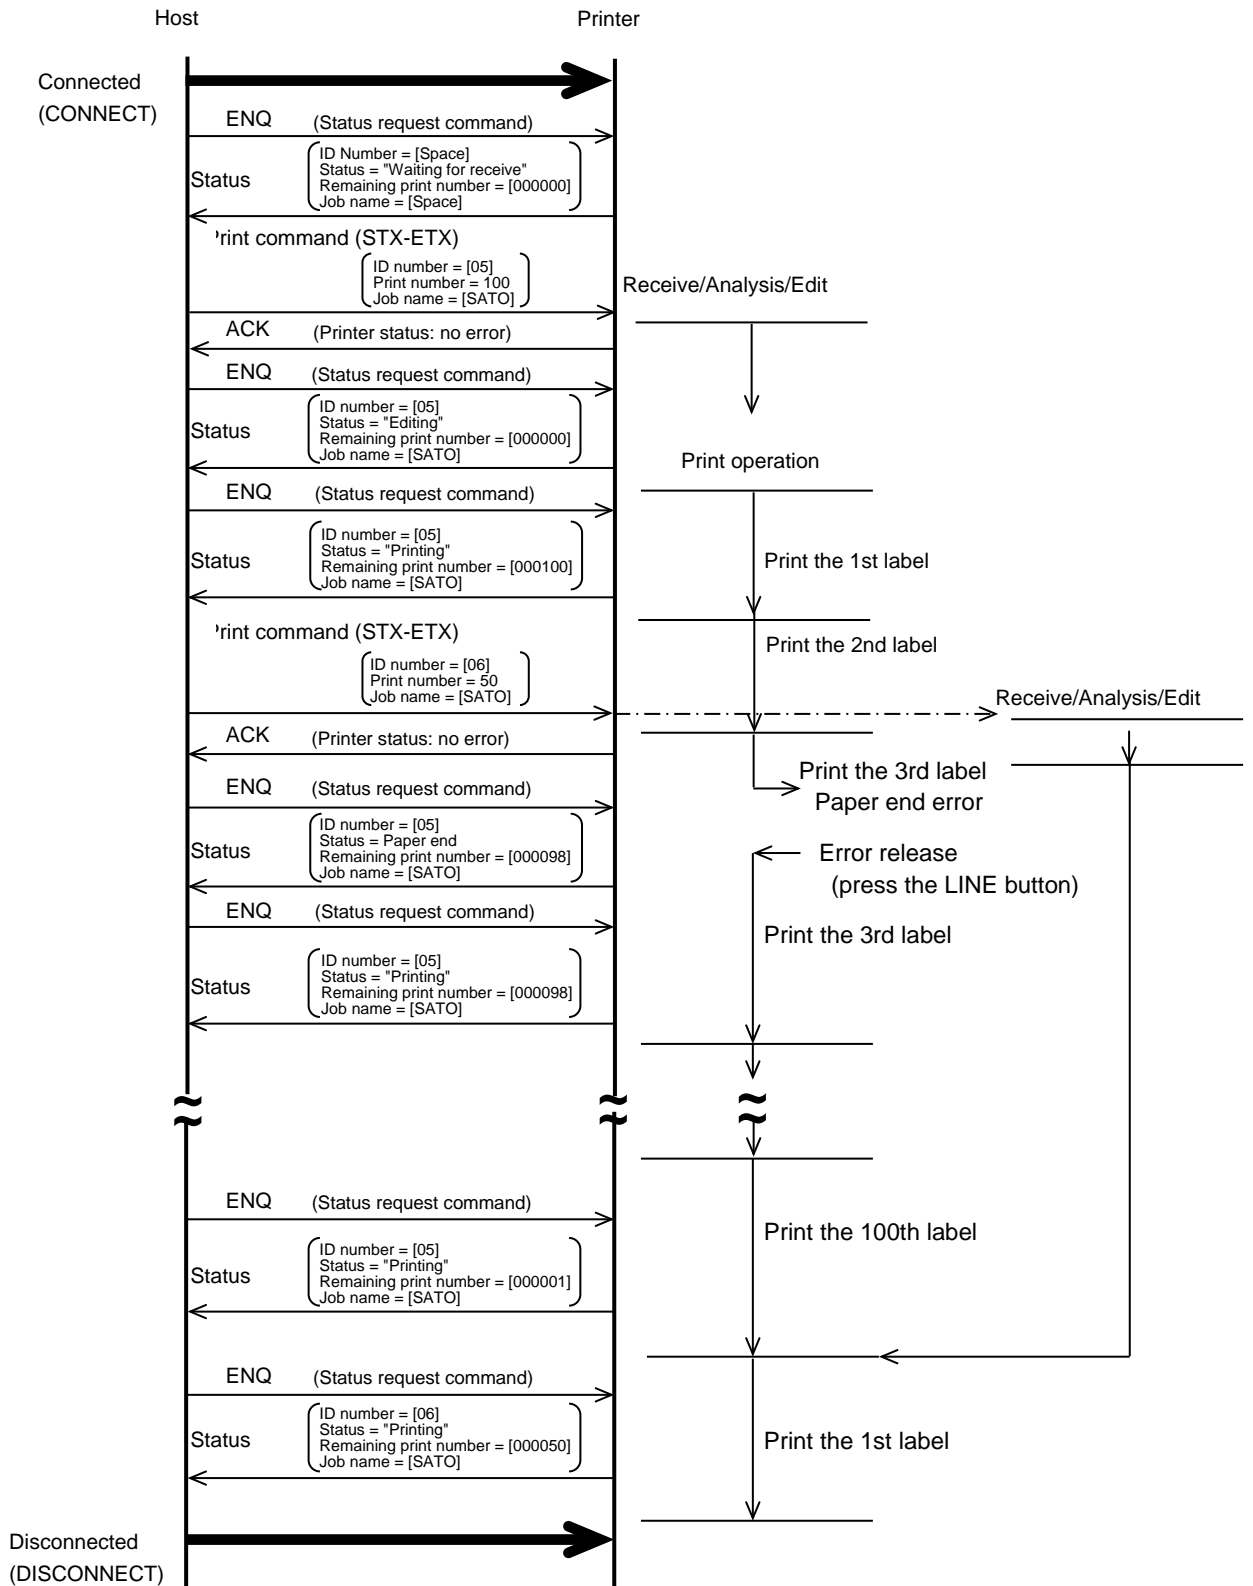 Host
Printer
Connected
(CONNECT)
ENQ (Status request command)
Status
ID Number = [Space]
Status = "Waiting for receive"
Remaining print number = [000000]
Job name = [Space]
Print command (STX-ETX)
ID number = [05]
Print number = 100
Job name = [SATO]
Receive/Analysis/Edit
ACK (Printer status: no error)
ENQ (Status request command)
Status
ID number = [05]
Status = "Editing"
Remaining print number = [000000]
Job name = [SATO]
Print operation
ENQ (Status request command)
Status
ID number = [05]
Status = "Printing"
Remaining print number = [000100]
Job name = [SATO]
Print the 1st label
Print command (STX-ETX)
Print the 2nd label
ID number = [06]
Print number = 50
Job name = [SATO]
Receive/Analysis/Edit
ACK (Printer status: no error)
Print the 3rd label
Paper end error
ENQ (Status request command)
Status
ID number = [05]
Status = Paper end
Remaining print number = [000098]
Job name = [SATO]
Error release
(press the LINE button)
ENQ (Status request command)
Print the 3rd label
Status
ID number = [05]
Status = "Printing"
Remaining print number = [000098]
Job name = [SATO]
ENQ (Status request command)
Print the 100th label
Status
ID number = [05]
Status = "Printing"
Remaining print number = [000001]
Job name = [SATO]
ENQ (Status request command)
Status
ID number = [06]
Status = "Printing"
Remaining print number = [000050]
Job name = [SATO]
Print the 1st label
Disconnected
(DISCONNECT)